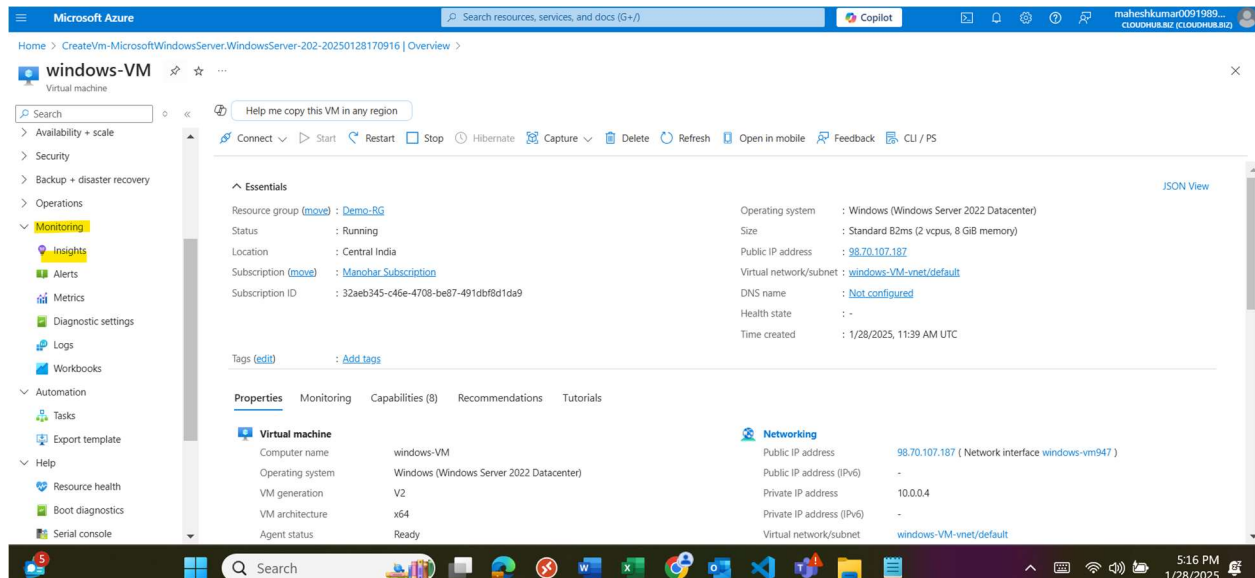 Microsoft Azure
Search resources, services, and docs (G+/)
Copilot
maheshkumar0091989...
CLOUDHUB.BIZ (CLOUDHUB.BIZ)
Home > CreateVm-MicrosoftWindowsServer.WindowsServer-202-20250128170916 | Overview >
windows-VM
Virtual machine
Search
Availability + scale
Security
Backup + disaster recovery
Operations
Monitoring
Insights
Alerts
Metrics
Diagnostic settings
Logs
Workbooks
Automation
Tasks
Export template
Help
Resource health
Boot diagnostics
Serial console
Help me copy this VM in any region
Connect Start Restart Stop Hibernate Capture Delete Refresh Open in mobile Feedback CLI / PS
Essentials
JSON View
Resource group (move) : Demo-RG
Status : Running
Location : Central India
Subscription (move) : Manohar Subscription
Subscription ID : 32aeb345-c46e-4708-be87-491dbf8d1da9
Operating system : Windows (Windows Server 2022 Datacenter)
Size : Standard B2ms (2 vcpus, 8 GiB memory)
Public IP address : 98.70.107.187
Virtual network/subnet : windows-VM-vnet/default
DNS name : Not configured
Health state : -
Time created : 1/28/2025, 11:39 AM UTC
Tags (edit) : Add tags
Properties Monitoring Capabilities (8) Recommendations Tutorials
Virtual machine
Computer name windows-VM
Operating system Windows (Windows Server 2022 Datacenter)
VM generation V2
VM architecture x64
Agent status Ready
Networking
Public IP address 98.70.107.187 ( Network interface windows-vm947 )
Public IP address (IPv6) -
Private IP address 10.0.0.4
Private IP address (IPv6) -
Virtual network/subnet windows-VM-vnet/default
5
Search
5:16 PM
1/28/2025